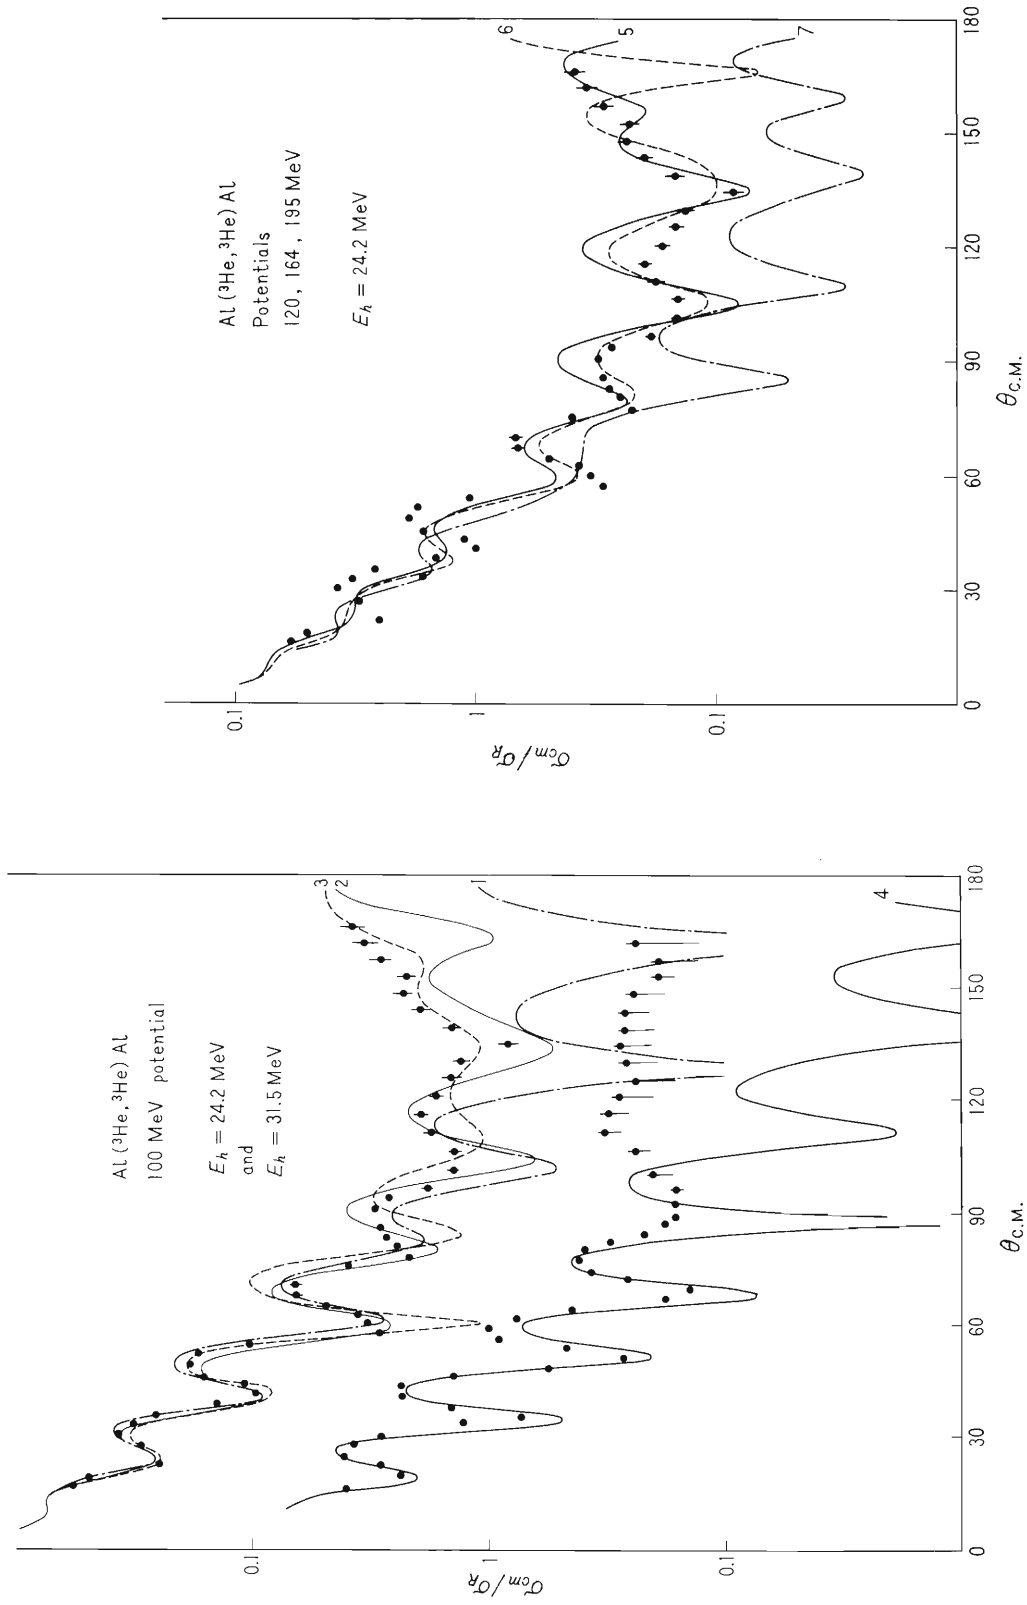 Al (³He, ³He) Al
100 MeV potential
E_h = 24.2 MeV
and
E_h = 31.5 MeV
3
2
1
4
0.1
1
0.1
σ_cm/σ_R
0
30
60
90
120
150
180
θ_C.M.
Al (³He, ³He) Al
Potentials
120, 164, 195 MeV
E_h = 24.2 MeV
6
5
7
0.1
1
0.1
σ_cm/σ_R
0
30
60
90
120
150
180
θ_C.M.